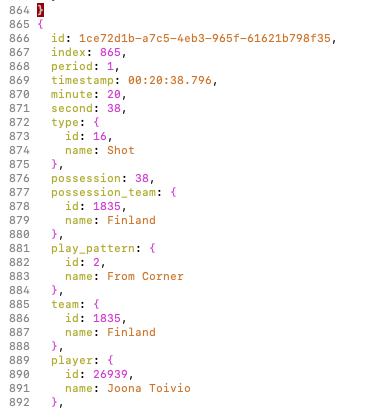 864 }
865 {
866 id: 1ce72d1b-a7c5-4eb3-965f-61621b798f35,
867 index: 865,
868 period: 1,
869 timestamp: 00:20:38.796,
870 minute: 20,
871 second: 38,
872 type: {
873 id: 16,
874 name: Shot
875 },
876 possession: 38,
877 possession_team: {
878 id: 1835,
879 name: Finland
880 },
881 play_pattern: {
882 id: 2,
883 name: From Corner
884 },
885 team: {
886 id: 1835,
887 name: Finland
888 },
889 player: {
890 id: 26939,
891 name: Joona Toivio
892 },